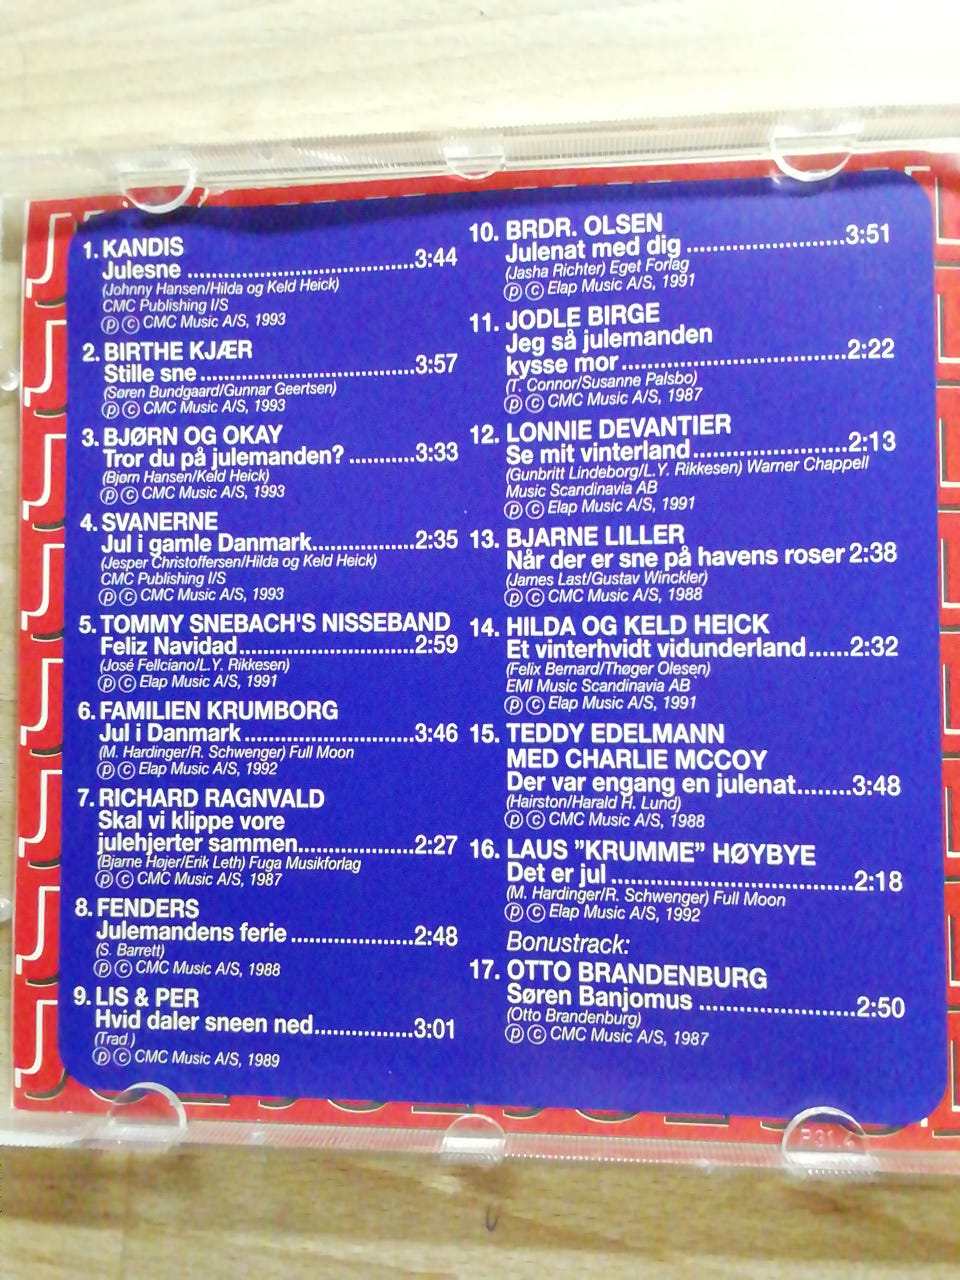 1. KANDIS
Julesne ........................................3:44
(Johnny Hansen/Hilda og Keld Heick)
CMC Publishing I/S
Ⓟ Ⓒ CMC Music A/S, 1993
2. BIRTHE KJÆR
Stille sne ......................................3:57
(Søren Bundgaard/Gunnar Geertsen)
Ⓟ Ⓒ CMC Music A/S, 1993
3. BJØRN OG OKAY
Tror du på julemanden? ...........3:33
(Bjørn Hansen/Keld Heick)
Ⓟ Ⓒ CMC Music A/S, 1993
4. SVANERNE
Jul i gamle Danmark.................2:35
(Jesper Christoffersen/Hilda og Keld Heick)
CMC Publishing I/S
Ⓟ Ⓒ CMC Music A/S, 1993
5. TOMMY SNEBACH'S NISSEBAND
Feliz Navidad.............................2:59
(José Fellciano/L.Y. Rikkesen)
Ⓟ Ⓒ Elap Music A/S, 1991
6. FAMILIEN KRUMBORG
Jul i Danmark ............................3:46
(M. Hardinger/R. Schwenger) Full Moon
Ⓟ Ⓒ Elap Music A/S, 1992
7. RICHARD RAGNVALD
Skal vi klippe vore
julehjerter sammen...................2:27
(Bjarne Højer/Erik Leth) Fuga Musikforlag
Ⓟ Ⓒ CMC Music A/S, 1987
8. FENDERS
Julemandens ferie ....................2:48
(S. Barrett)
Ⓟ Ⓒ CMC Music A/S, 1988
9. LIS & PER
Hvid daler sneen ned................3:01
(Trad.)
Ⓟ Ⓒ CMC Music A/S, 1989
10. BRDR. OLSEN
Julenat med dig ..........................3:51
(Jasha Richter) Eget Forlag
Ⓟ Ⓒ Elap Music A/S, 1991
11. JODLE BIRGE
Jeg så julemanden
kysse mor ......................................2:22
(T. Connor/Susanne Palsbo)
Ⓟ Ⓒ CMC Music A/S, 1987
12. LONNIE DEVANTIER
Se mit vinterland..........................2:13
(Gunbritt Lindeborg/L.Y. Rikkesen) Warner Chappell
Music Scandinavia AB
Ⓟ Ⓒ Elap Music A/S, 1991
13. BJARNE LILLER
Når der er sne på havens roser 2:38
(James Last/Gustav Winckler)
Ⓟ Ⓒ CMC Music A/S, 1988
14. HILDA OG KELD HEICK
Et vinterhvidt vidunderland......2:32
(Felix Bernard/Thøger Olesen)
EMI Music Scandinavia AB
Ⓟ Ⓒ Elap Music A/S, 1991
15. TEDDY EDELMANN
MED CHARLIE MCCOY
Der var engang en julenat........3:48
(Hairston/Harald H. Lund)
Ⓟ Ⓒ CMC Music A/S, 1988
16. LAUS ”KRUMME” HØYBYE
Det er jul ........................................2:18
(M. Hardinger/R. Schwenger) Full Moon
Ⓟ Ⓒ Elap Music A/S, 1992
Bonustrack:
17. OTTO BRANDENBURG
Søren Banjomus ..........................2:50
(Otto Brandenburg)
Ⓟ Ⓒ CMC Music A/S, 1987